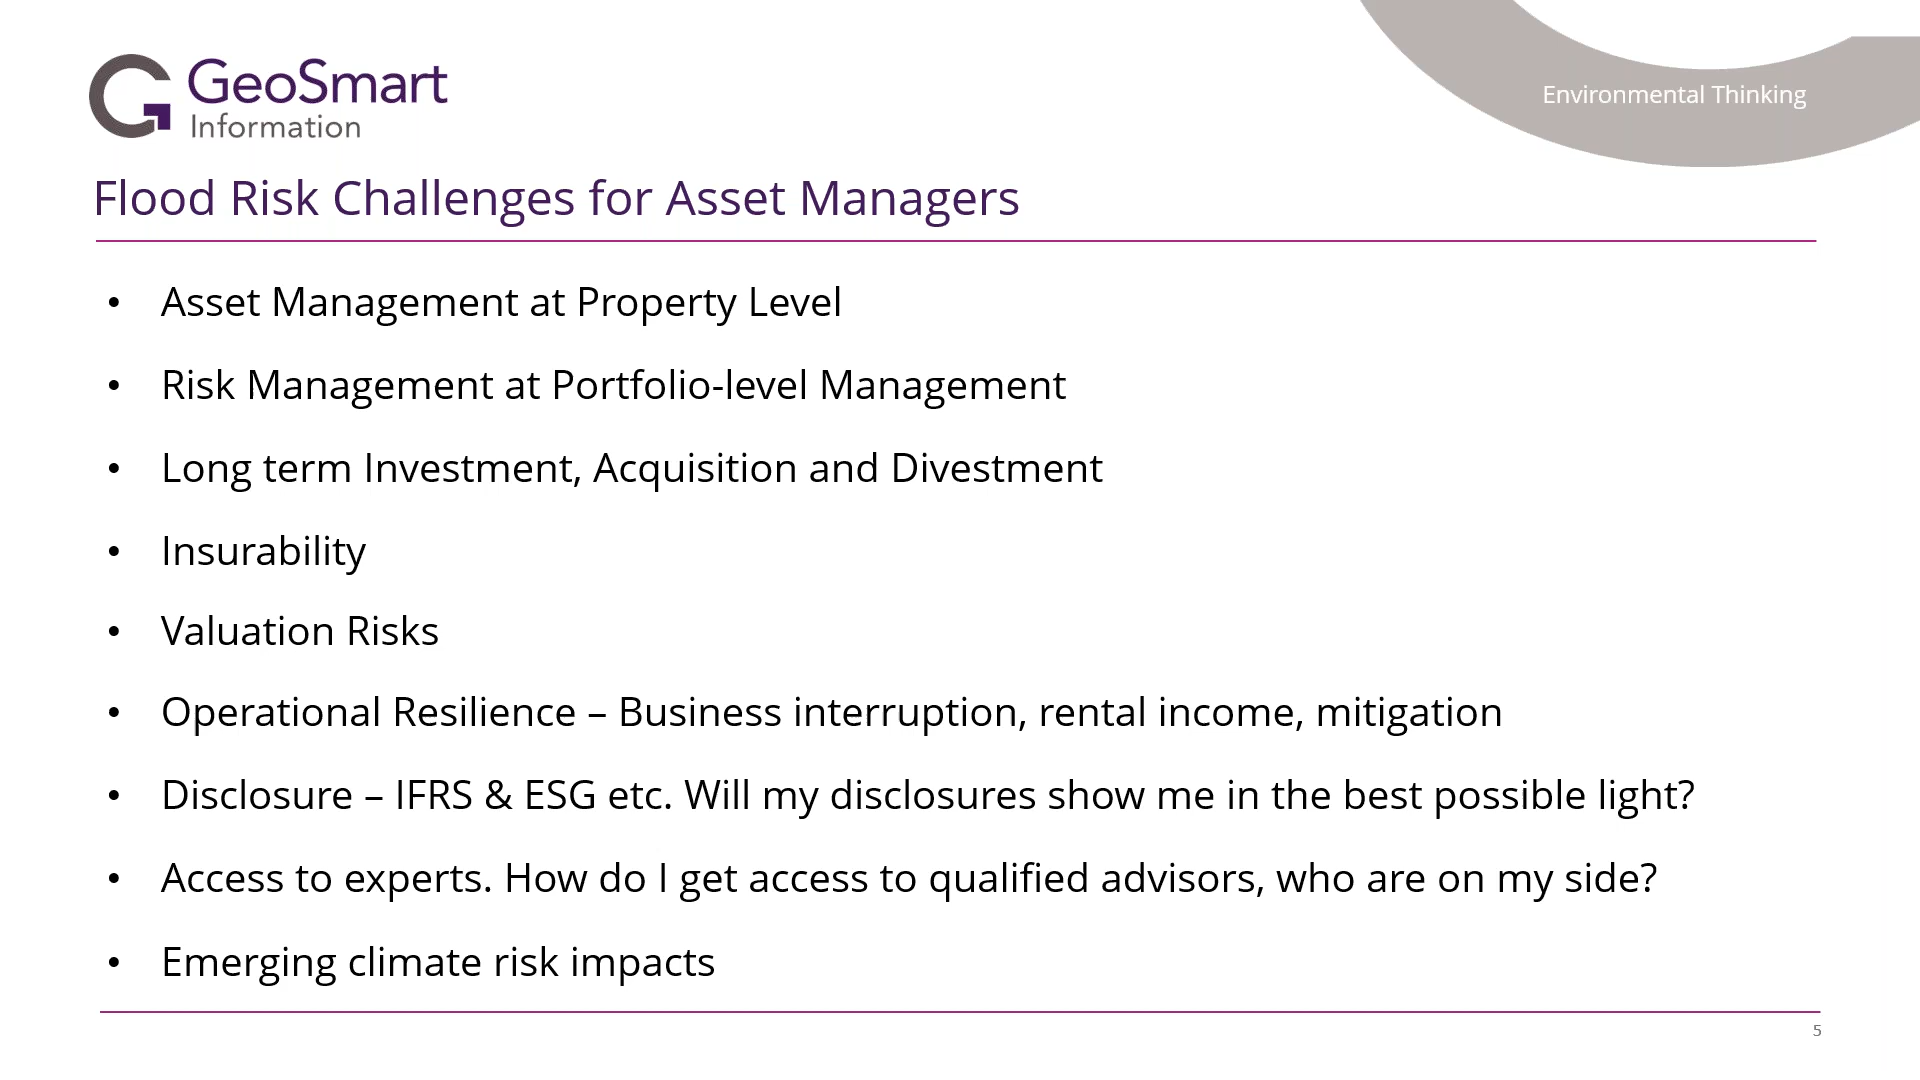 GeoSmart
Information
Environmental Thinking
Flood Risk Challenges for Asset Managers
• Asset Management at Property Level
• Risk Management at Portfolio-level Management
• Long term Investment, Acquisition and Divestment
• Insurability
• Valuation Risks
• Operational Resilience – Business interruption, rental income, mitigation
• Disclosure – IFRS & ESG etc. Will my disclosures show me in the best possible light?
• Access to experts. How do I get access to qualified advisors, who are on my side?
• Emerging climate risk impacts
5